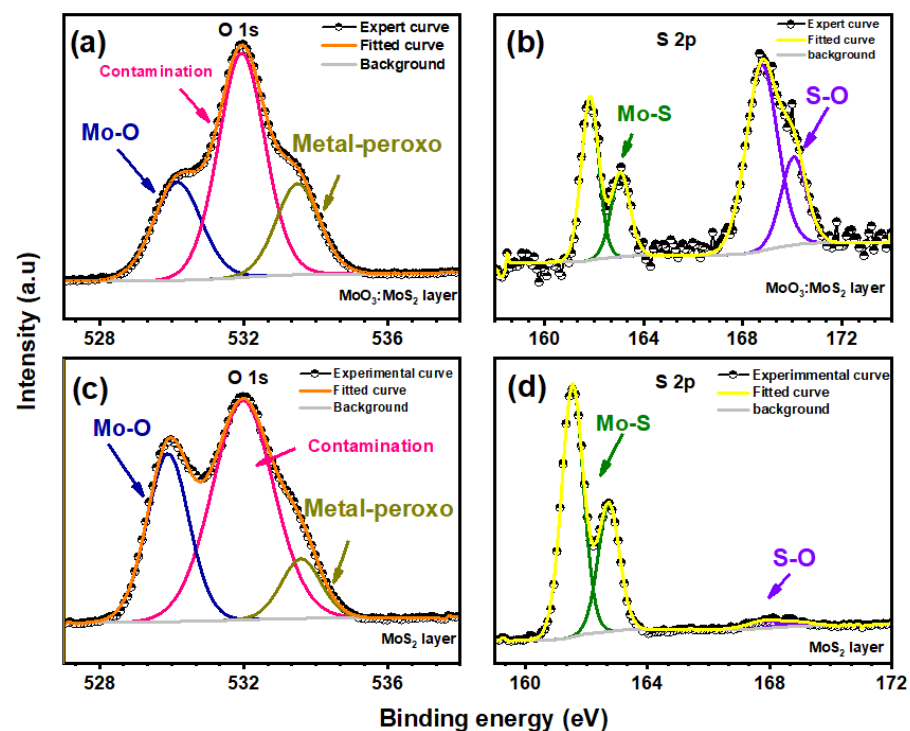 (a)
O 1s
Expert curve
Fitted curve
Background
Contamination
Mo-O
Metal-peroxo
MoO3:MoS2 layer
528 532 536
(b)
S 2p
Expert curve
Fitted curve
background
Mo-S
S-O
MoO3:MoS2 layer
160 164 168 172
(c)
O 1s
Experimental curve
Fitted curve
Background
Mo-O
Contamination
Metal-peroxo
MoS2 layer
528 532 536
(d)
S 2p
Experimmental curve
Fitted curve
background
Mo-S
S-O
MoS2 layer
160 164 168 172
Intensity (a.u)
Binding energy (eV)